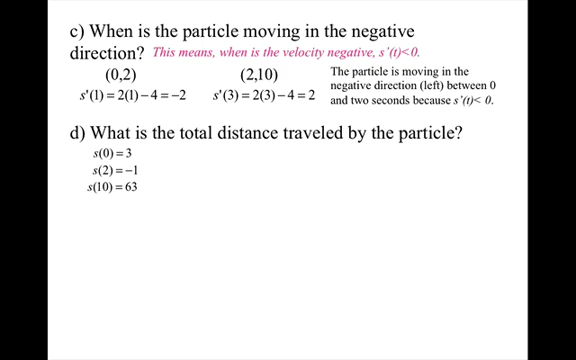 c) When is the particle moving in the negative
direction? This means, when is the velocity negative, s'(t)<0.
(0,2) (2,10)
s'(1) = 2(1) − 4 = −2 s'(3) = 2(3) − 4 = 2
The particle is moving in the
negative direction (left) between 0
and two seconds because s'(t)< 0.
d) What is the total distance traveled by the particle?
s(0) = 3
s(2) = −1
s(10) = 63